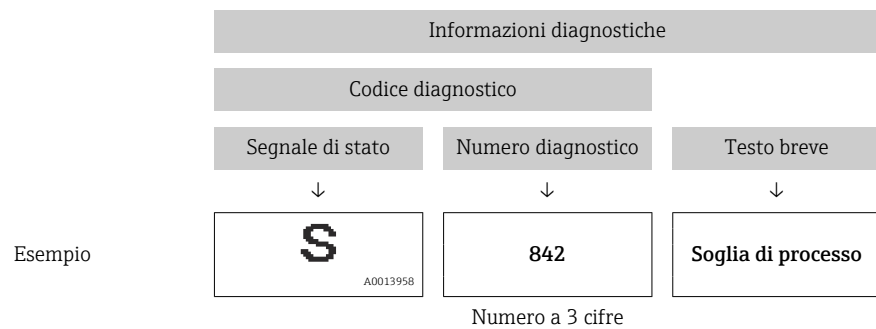 Informazioni diagnostiche
Codice diagnostico
Segnale di stato Numero diagnostico Testo breve
↓ ↓ ↓
Esempio S 842 Soglia di processo
A0013958
Numero a 3 cifre